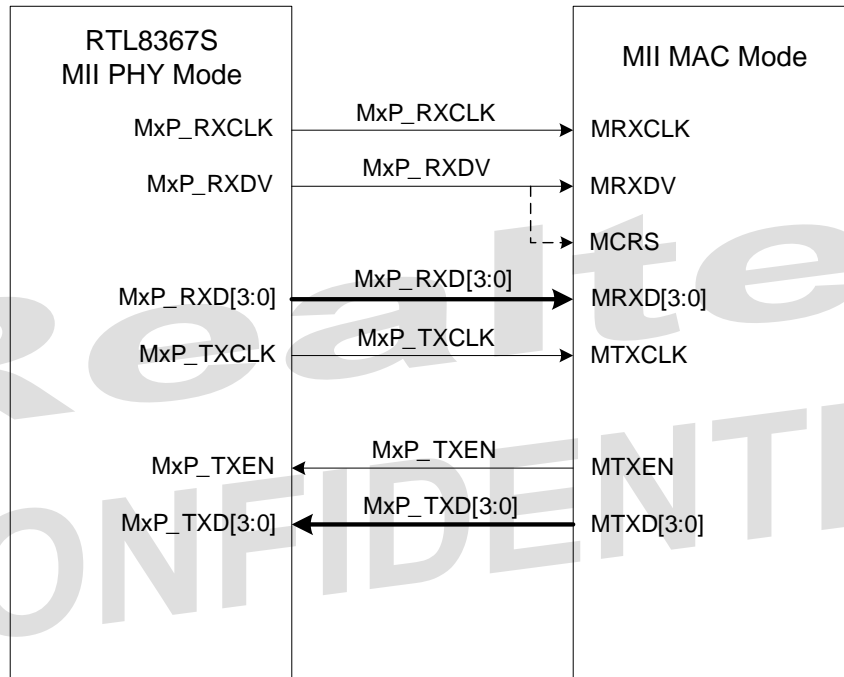 RTL8367S
MII PHY Mode
MII MAC Mode
MxP_RXCLK
MxP_RXCLK
MRXCLK
MxP_RXDV
MxP_RXDV
MRXDV
MCRS
MxP_RXD[3:0]
MxP_RXD[3:0]
MRXD[3:0]
MxP_TXCLK
MxP_TXCLK
MTXCLK
MxP_TXEN
MxP_TXEN
MTXEN
MxP_TXD[3:0]
MxP_TXD[3:0]
MTXD[3:0]
Realte
ONFIDENTI